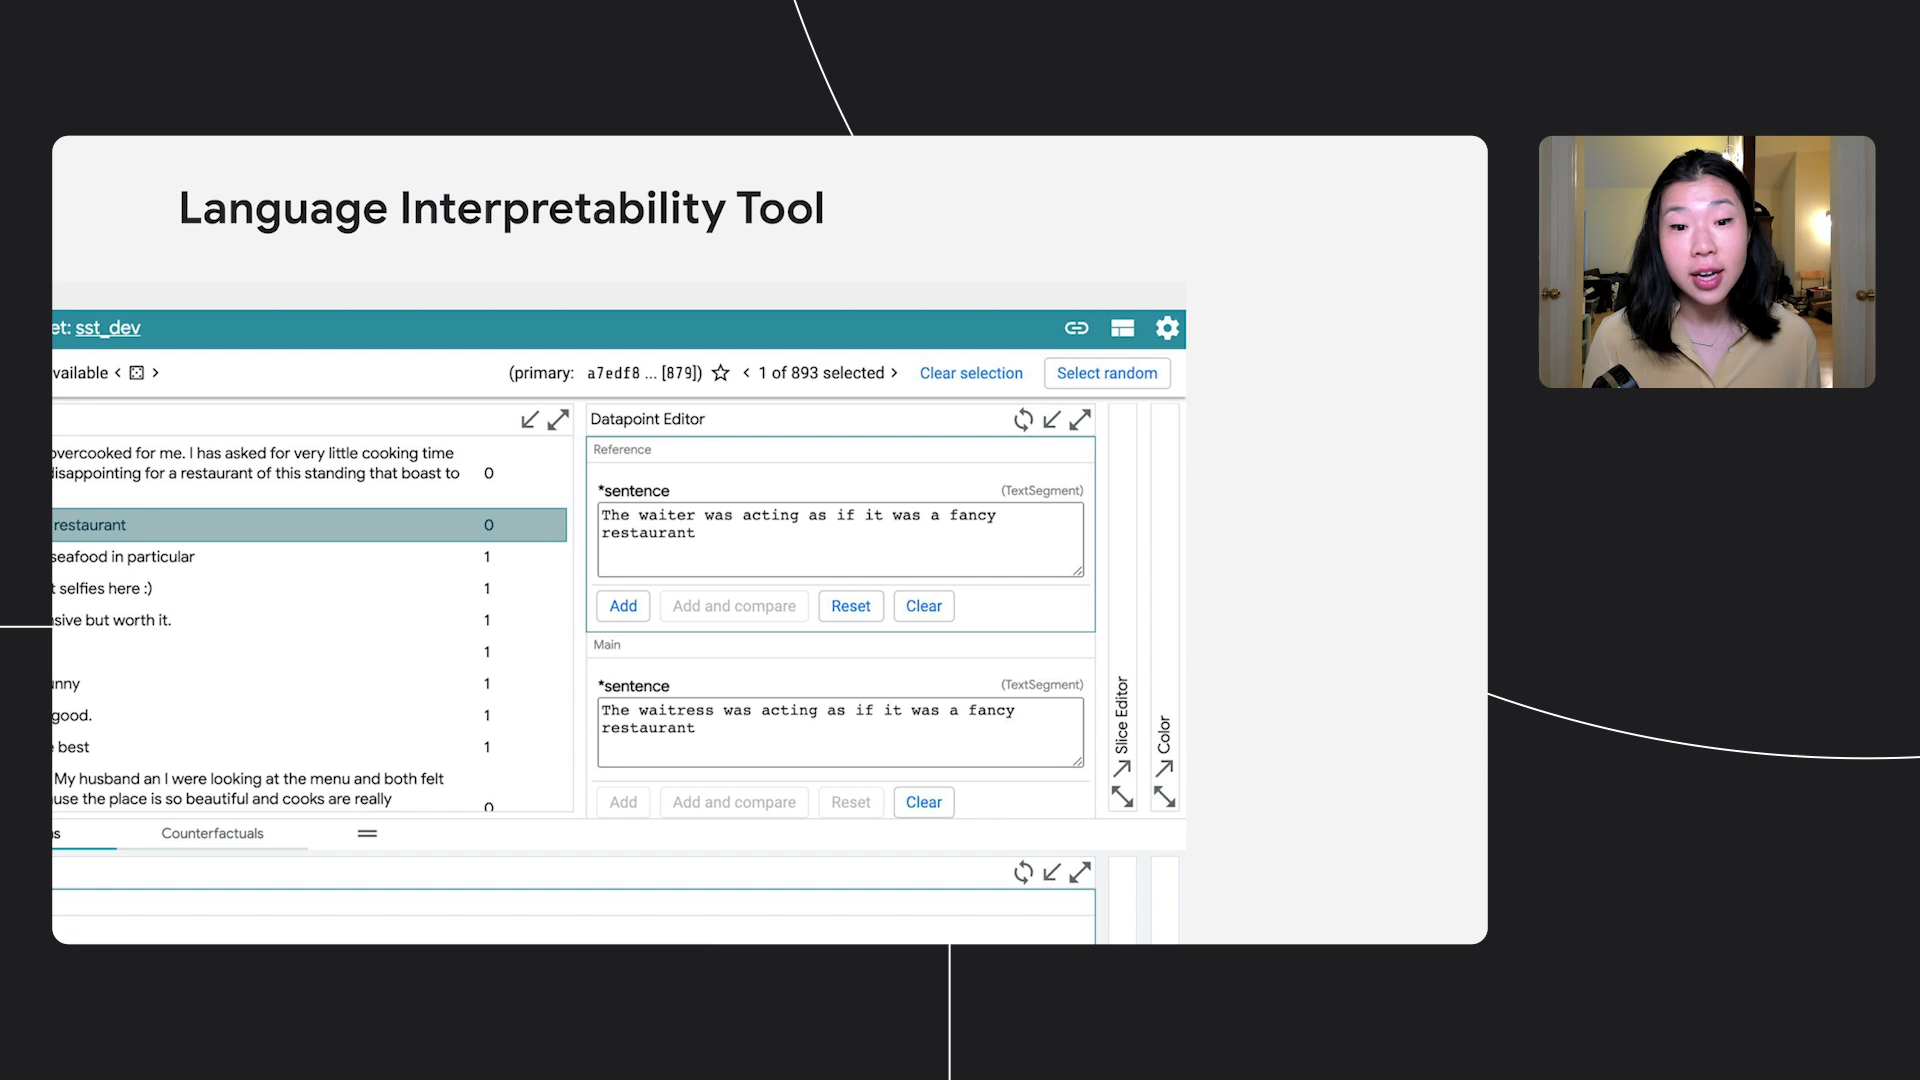 Language Interpretability Tool
et: sst_dev
vailable
(primary: a7edf8 ... [879])
1 of 893 selected
Clear selection
Select random
overcooked for me. I has asked for very little cooking time
disappointing for a restaurant of this standing that boast to
0
restaurant
0
seafood in particular
1
t selfies here :)
1
nsive but worth it.
1
1
unny
1
good.
1
e best
1
My husband an I were looking at the menu and both felt
use the place is so beautiful and cooks are really
0
Datapoint Editor
Reference
*sentence
(TextSegment)
The waiter was acting as if it was a fancy
restaurant
Add
Add and compare
Reset
Clear
Main
*sentence
(TextSegment)
The waitress was acting as if it was a fancy
restaurant
Add
Add and compare
Reset
Clear
Slice Editor
Color
s
Counterfactuals